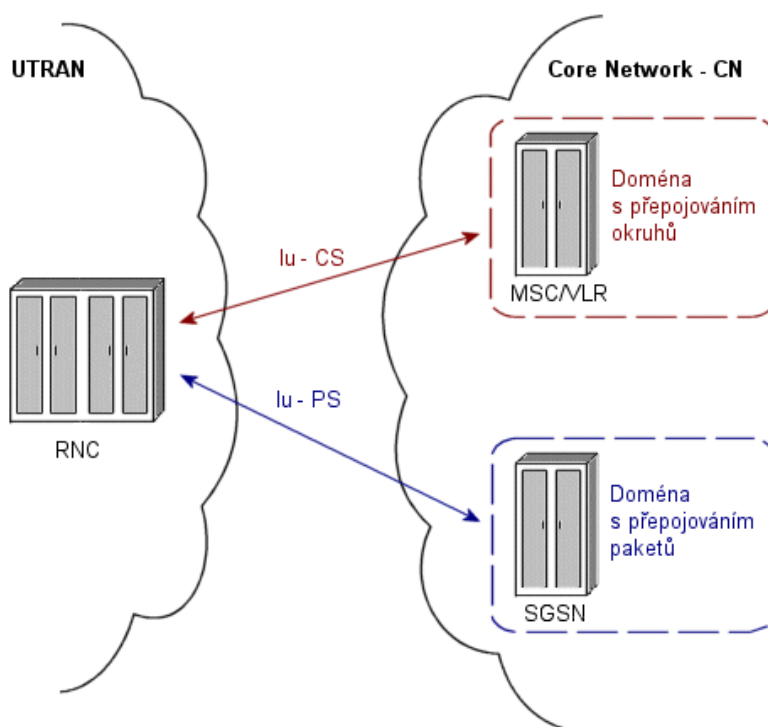 UTRAN
Core Network - CN
Doména
s přepojováním
okruhů
MSC/VLR
Iu - CS
Iu - PS
RNC
Doména
s přepojováním
paketů
SGSN